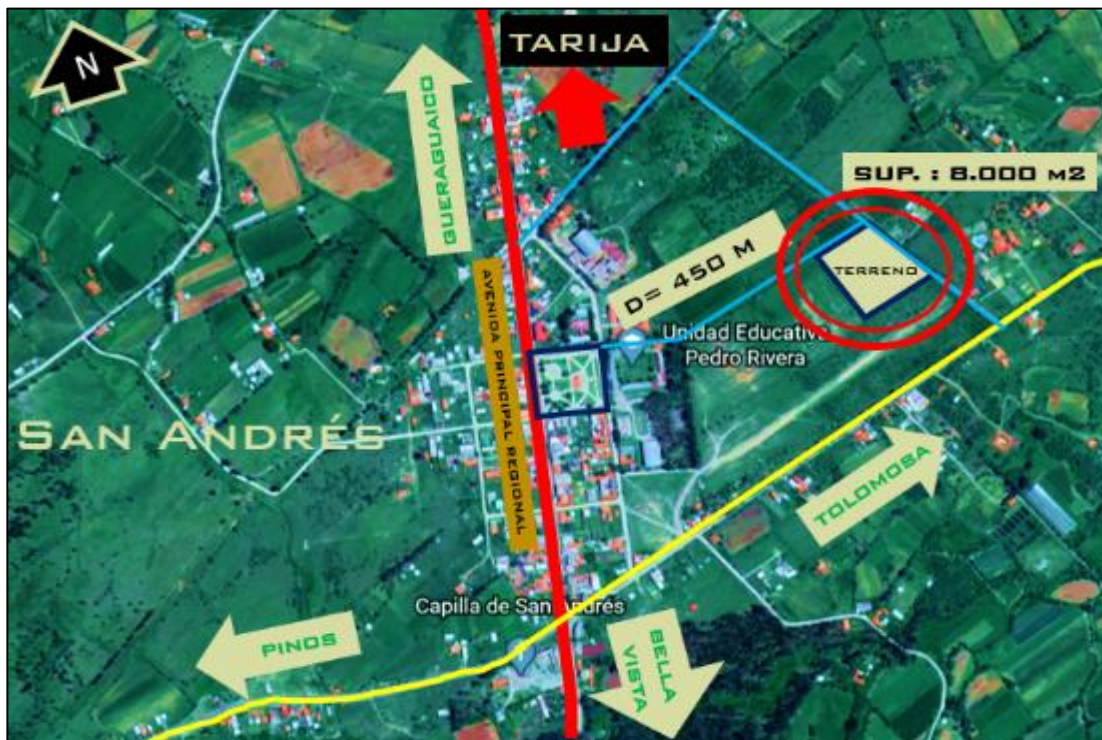 N
TARIJA
GUERAGUAICO
SUP. : 8.000 M2
D= 450 M
TERRENO
AVENIDA PRINCIPAL REGIONAL
Unidad Educativa
Pedro Rivera
SAN ANDRÉS
TOLOMOSA
Capilla de San Andrés
PINOS
BELLA
VISTA